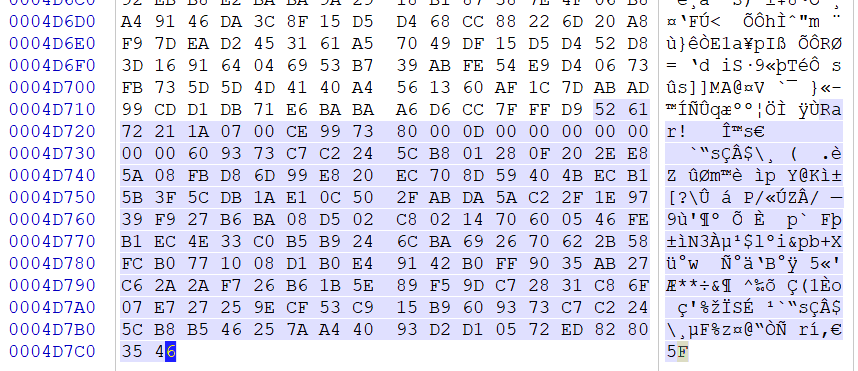 0004D6D0 A4 91 46 DA 3C 8F 15 D5 D4 68 CC 88 22 6D 20 A8 ¤‘FÚ< ÕÔhÌˆ"m ¨
0004D6E0 F9 7D EA D2 45 31 61 A5 70 49 DF 15 D5 D4 52 D8 ù}êÒE1a¥pIß ÕÔRØ
0004D6F0 3D 16 91 64 04 69 53 B7 39 AB FE 54 E9 D4 06 73 = ‘d iS·9«þTéÔ s
0004D700 FB 73 5D 5D 4D 41 40 A4 56 13 60 AF 1C 7D AB AD ûs]]MA@¤V `¯ }«-
0004D710 99 CD D1 DB 71 E6 BA BA A6 D6 CC 7F FF D9 52 61 ™ÍÑÛqæºº¦ÖÌ ÿÙRa
0004D720 72 21 1A 07 00 CE 99 73 80 00 0D 00 00 00 00 00 r! Î™s€
0004D730 00 00 60 93 73 C7 C2 24 5C B8 01 28 0F 20 2E E8 `“sÇÂ$\¸ ( .è
0004D740 5A 08 FB D8 6D 99 E8 20 EC 70 8D 59 40 4B EC B1 Z ûØm™è ìp Y@Kì±
0004D750 5B 3F 5C DB 1A E1 0C 50 2F AB DA 5A C2 2F 1E 97 [?\Û á P/«ÚZÂ/ —
0004D760 39 F9 27 B6 BA 08 D5 02 C8 02 14 70 60 05 46 FE 9ù'¶º Õ È p` Fþ
0004D770 B1 EC 4E 33 C0 B5 B9 24 6C BA 69 26 70 62 2B 58 ±ìN3Àµ¹$lºi&pb+X
0004D780 FC B0 77 10 08 D1 B0 E4 91 42 B0 FF 90 35 AB 27 ü°w Ñ°ä‘B°ÿ 5«'
0004D790 C6 2A 2A F7 26 B6 1B 5E 89 F5 9D C7 28 31 C8 6F Æ**÷&¶ ^‰õ Ç(1Èo
0004D7A0 07 E7 27 25 9E CF 53 C9 15 B9 60 93 73 C7 C2 24 ç'%žÏSÉ ¹`“sÇÂ$
0004D7B0 5C B8 B5 46 25 7A A4 40 93 D2 D1 05 72 ED 82 80 \¸µF%z¤@“ÒÑ rí‚€
0004D7C0 35 46 5F